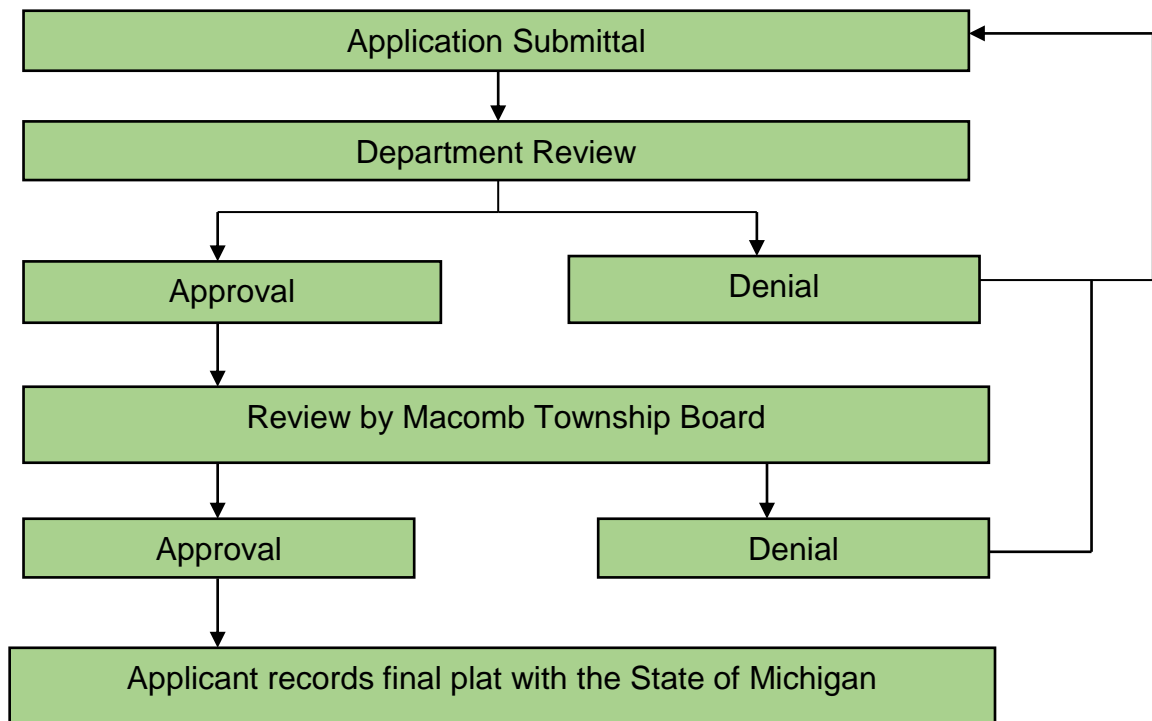 Application Submittal
Department Review
Approval
Denial
Review by Macomb Township Board
Approval
Denial
Applicant records final plat with the State of Michigan